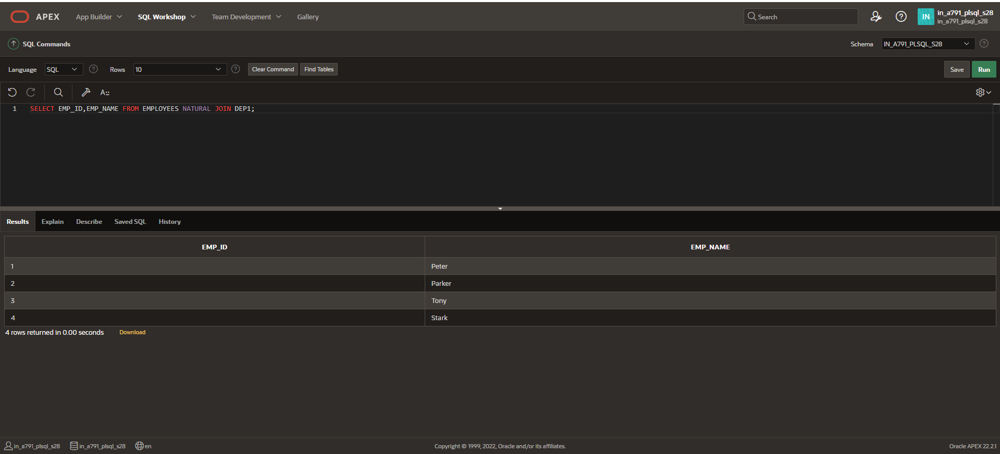 APEX App Builder SQL Workshop Team Development Gallery Search IN in_a791_plsql_s28
in_a791_plsql_s28
SQL Commands Schema IN_A791_PLSQL_S28
Language SQL Rows 10 Clear Command Find Tables Save Run
A::
1 SELECT EMP_ID,EMP_NAME FROM EMPLOYEES NATURAL JOIN DEP1;
Results Explain Describe Saved SQL History
EMP_ID EMP_NAME
1 Peter
2 Parker
3 Tony
4 Stark
4 rows returned in 0.00 seconds Download
in_a791_plsql_s28 in_a791_plsql_s28 en Copyright © 1999, 2022, Oracle and/or its affiliates. Oracle APEX 22.2.1